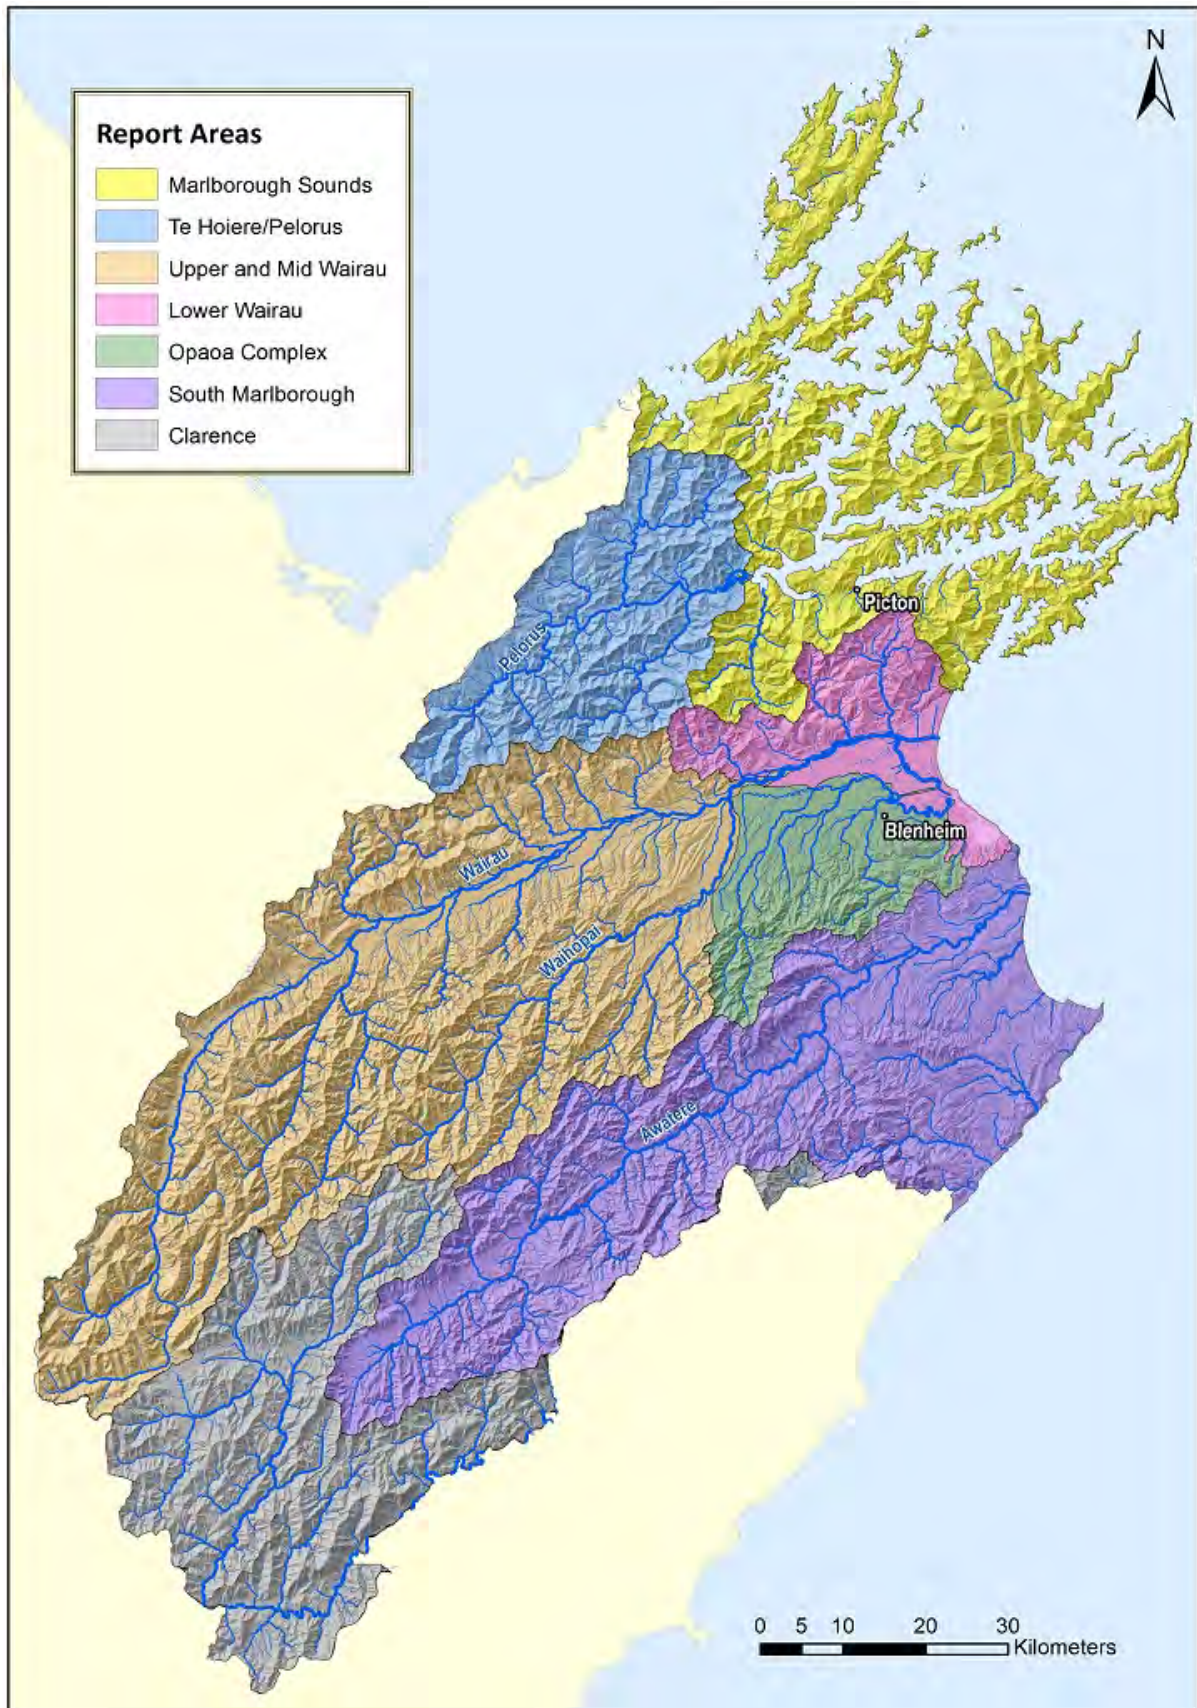 N
Report Areas
Marlborough Sounds
Te Hoiere/Pelorus
Upper and Mid Wairau
Lower Wairau
Opaoa Complex
South Marlborough
Clarence
Picton
Pelorus
Blenheim
Wairau
Waihopai
Awatere
0 5 10 20 30
Kilometers